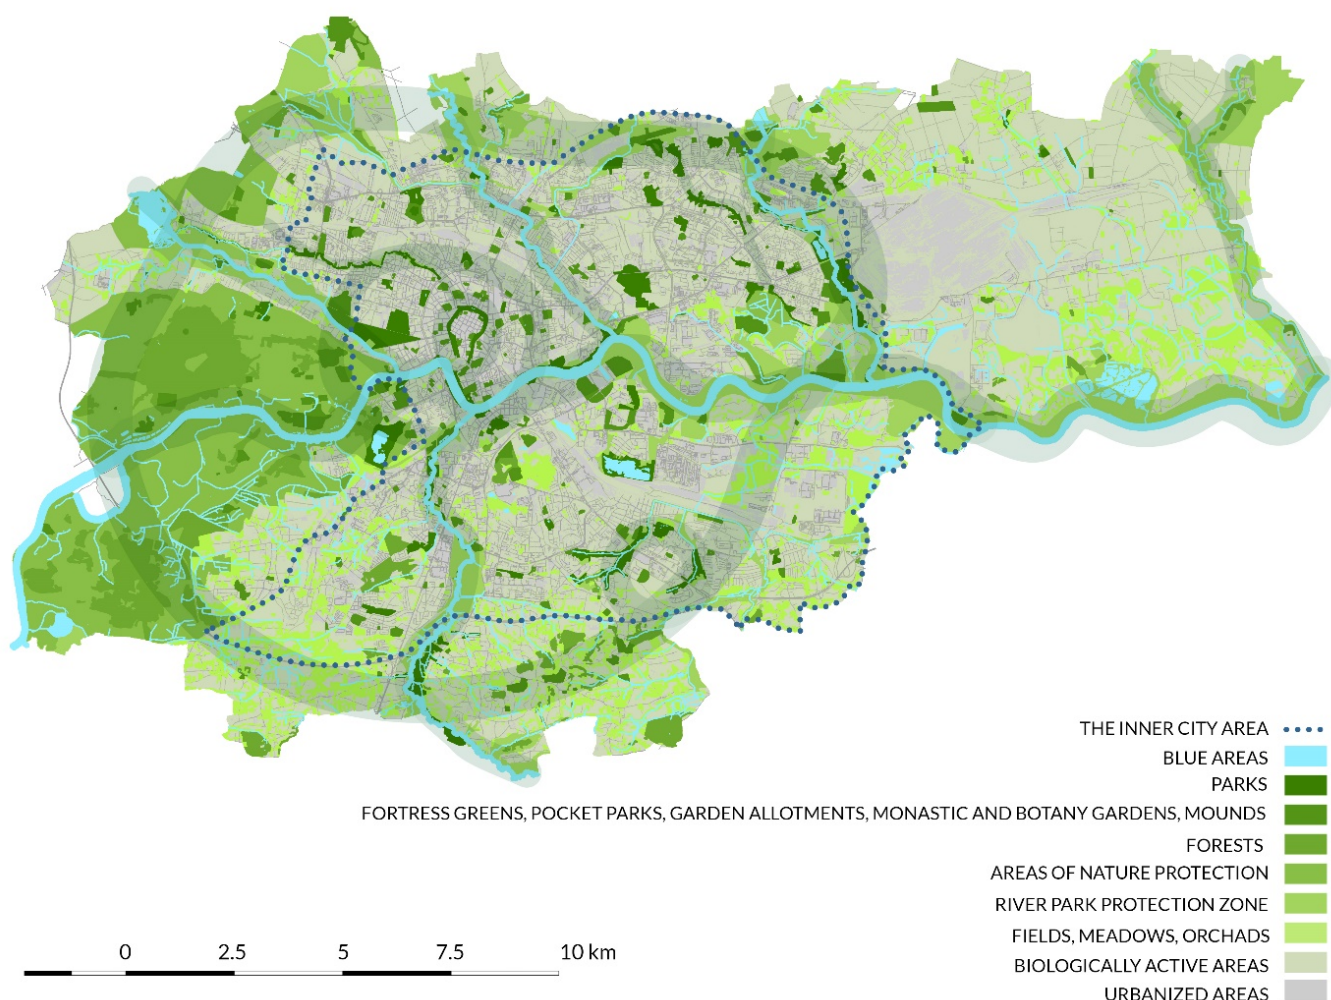 THE INNER CITY AREA
BLUE AREAS
PARKS
FORTRESS GREENS, POCKET PARKS, GARDEN ALLOTMENTS, MONASTIC AND BOTANY GARDENS, MOUNDS
FORESTS
AREAS OF NATURE PROTECTION
RIVER PARK PROTECTION ZONE
FIELDS, MEADOWS, ORCHADS
BIOLOGICALLY ACTIVE AREAS
URBANIZED AREAS
0 2.5 5 7.5 10 km